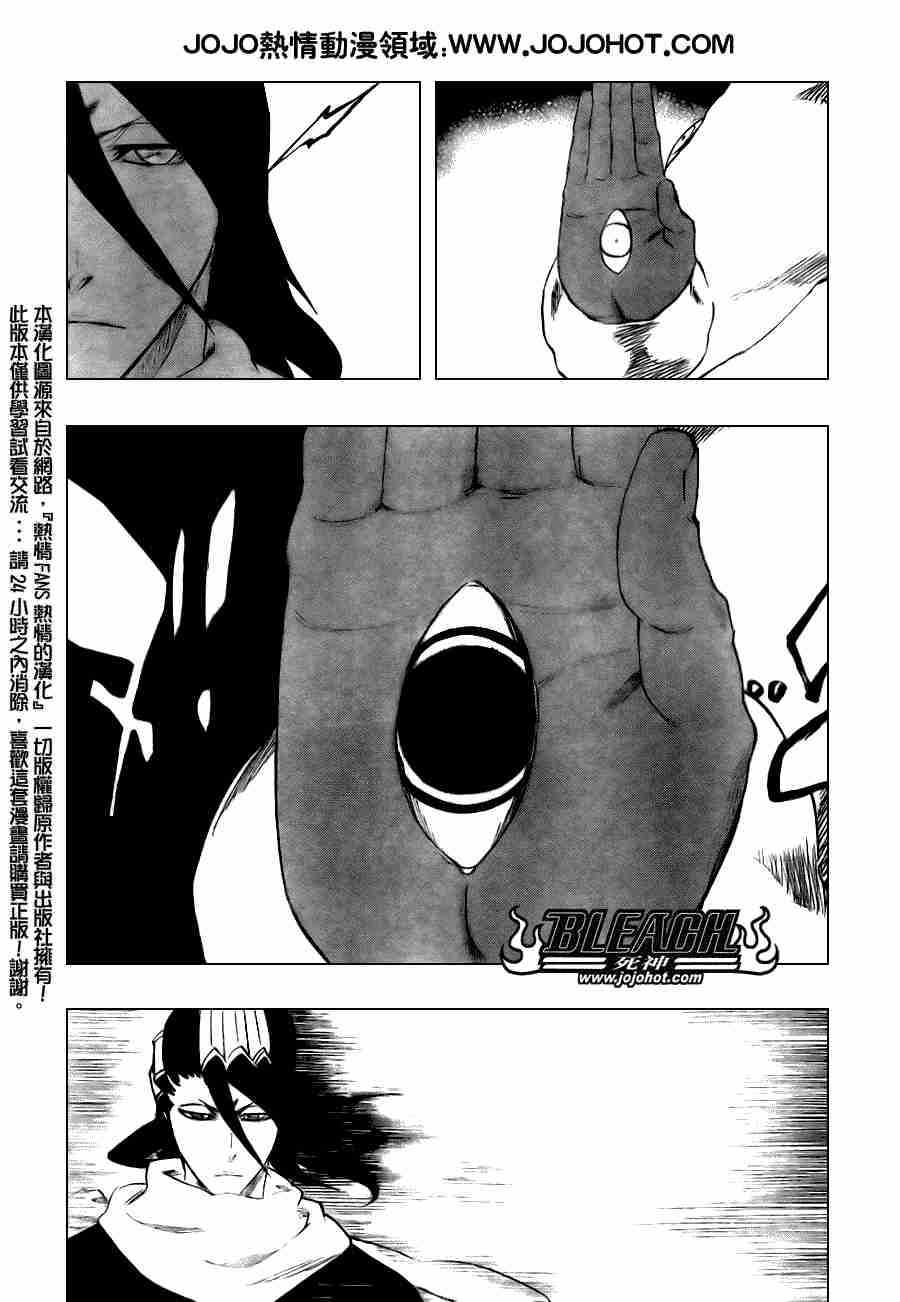 JOJO熱情動漫領域:WWW.JOJOHOT.COM
本漢化圖源來自於網路，『熱情FANS 熱情的漢化』一切版權歸原作者與出版社擁有！
此版本僅供學習試看交流… 請 24 小時之內消除，喜歡這套漫畫請購買正版！謝謝。
BLEACH
死神
www.jojohot.com